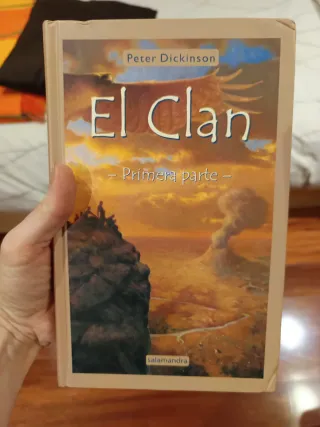 Peter Dickinson
El Clan
- Primera parte -
salamandra